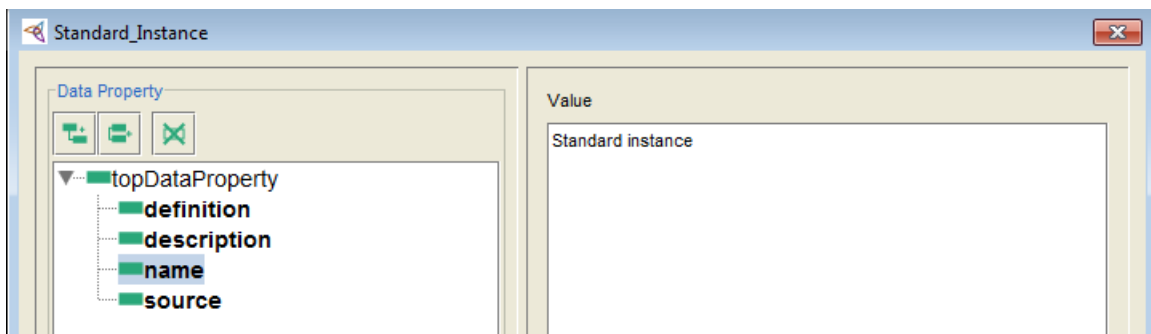 Standard_Instance
Data Property
topDataProperty
definition
description
name
source
Value
Standard instance